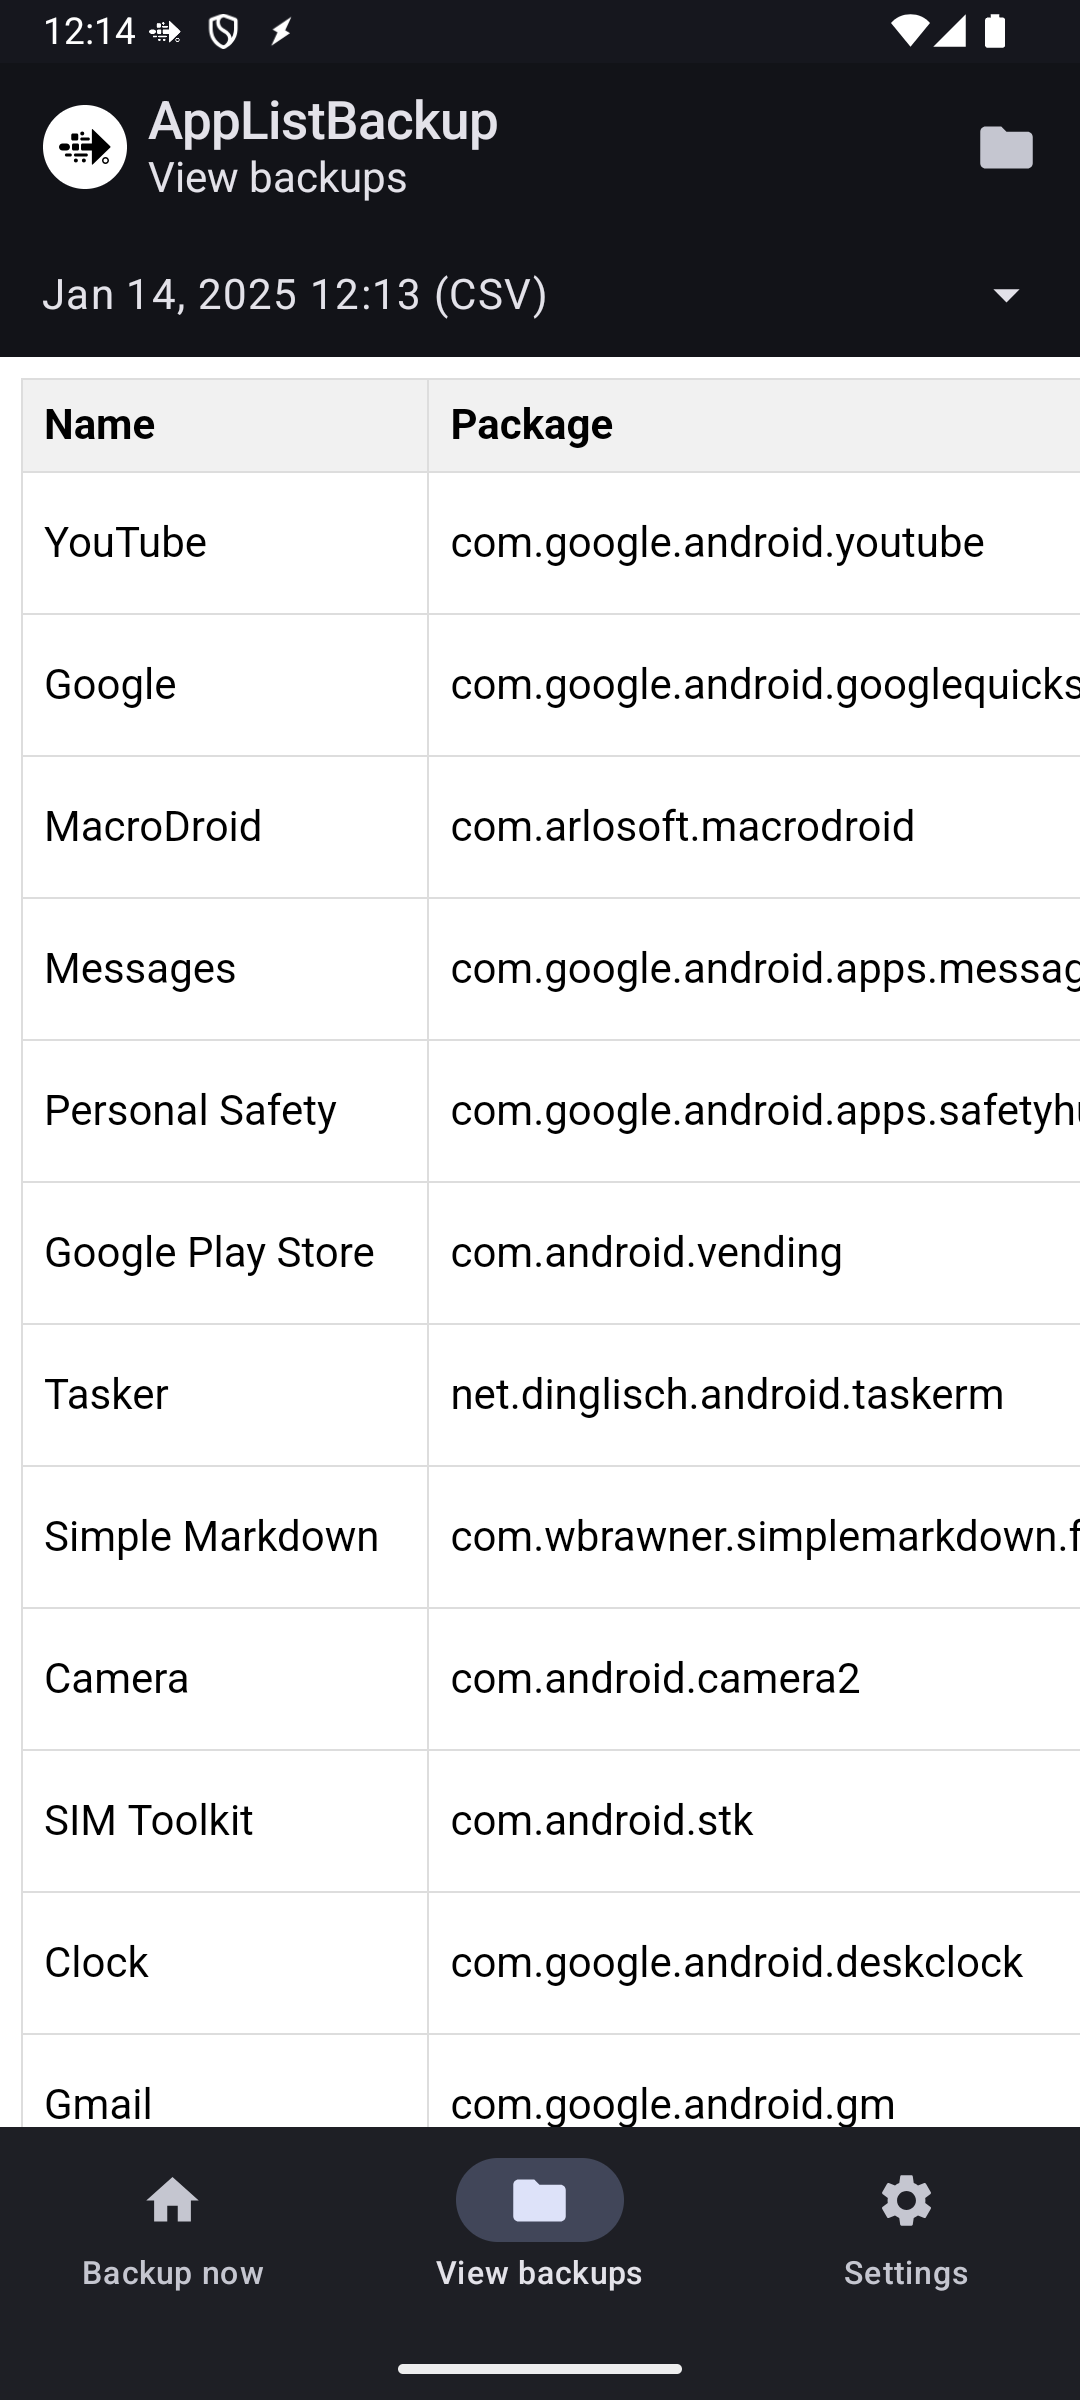 12:14
AppListBackup
View backups
Jan 14, 2025 12:13 (CSV)
Name Package
YouTube com.google.android.youtube
Google com.google.android.googlequicks
MacroDroid com.arlosoft.macrodroid
Messages com.google.android.apps.messag
Personal Safety com.google.android.apps.safetyhu
Google Play Store com.android.vending
Tasker net.dinglisch.android.taskerm
Simple Markdown com.wbrawner.simplemarkdown.f
Camera com.android.camera2
SIM Toolkit com.android.stk
Clock com.google.android.deskclock
Gmail com.google.android.gm
Backup now View backups Settings